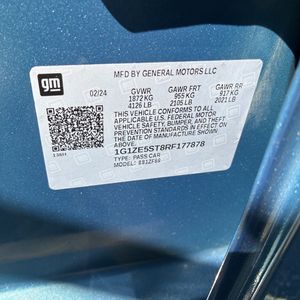 gm
MFD BY GENERAL MOTORS LLC
02/24 GVWR GAWR FRT GAWR RR
1872 KG 955 KG 917 KG
4126 LB 2105 LB 2021 LB
THIS VEHICLE CONFORMS TO ALL APPLICABLE U.S. FEDERAL MOTOR
VEHICLE SAFETY, BUMPER, AND THEFT
PREVENTION STANDARDS IN EFFECT ON
THE DATE OF MANUFACTURE SHOWN ABOVE.
1G1ZE5ST8RF177878
TYPE: PASS CAR